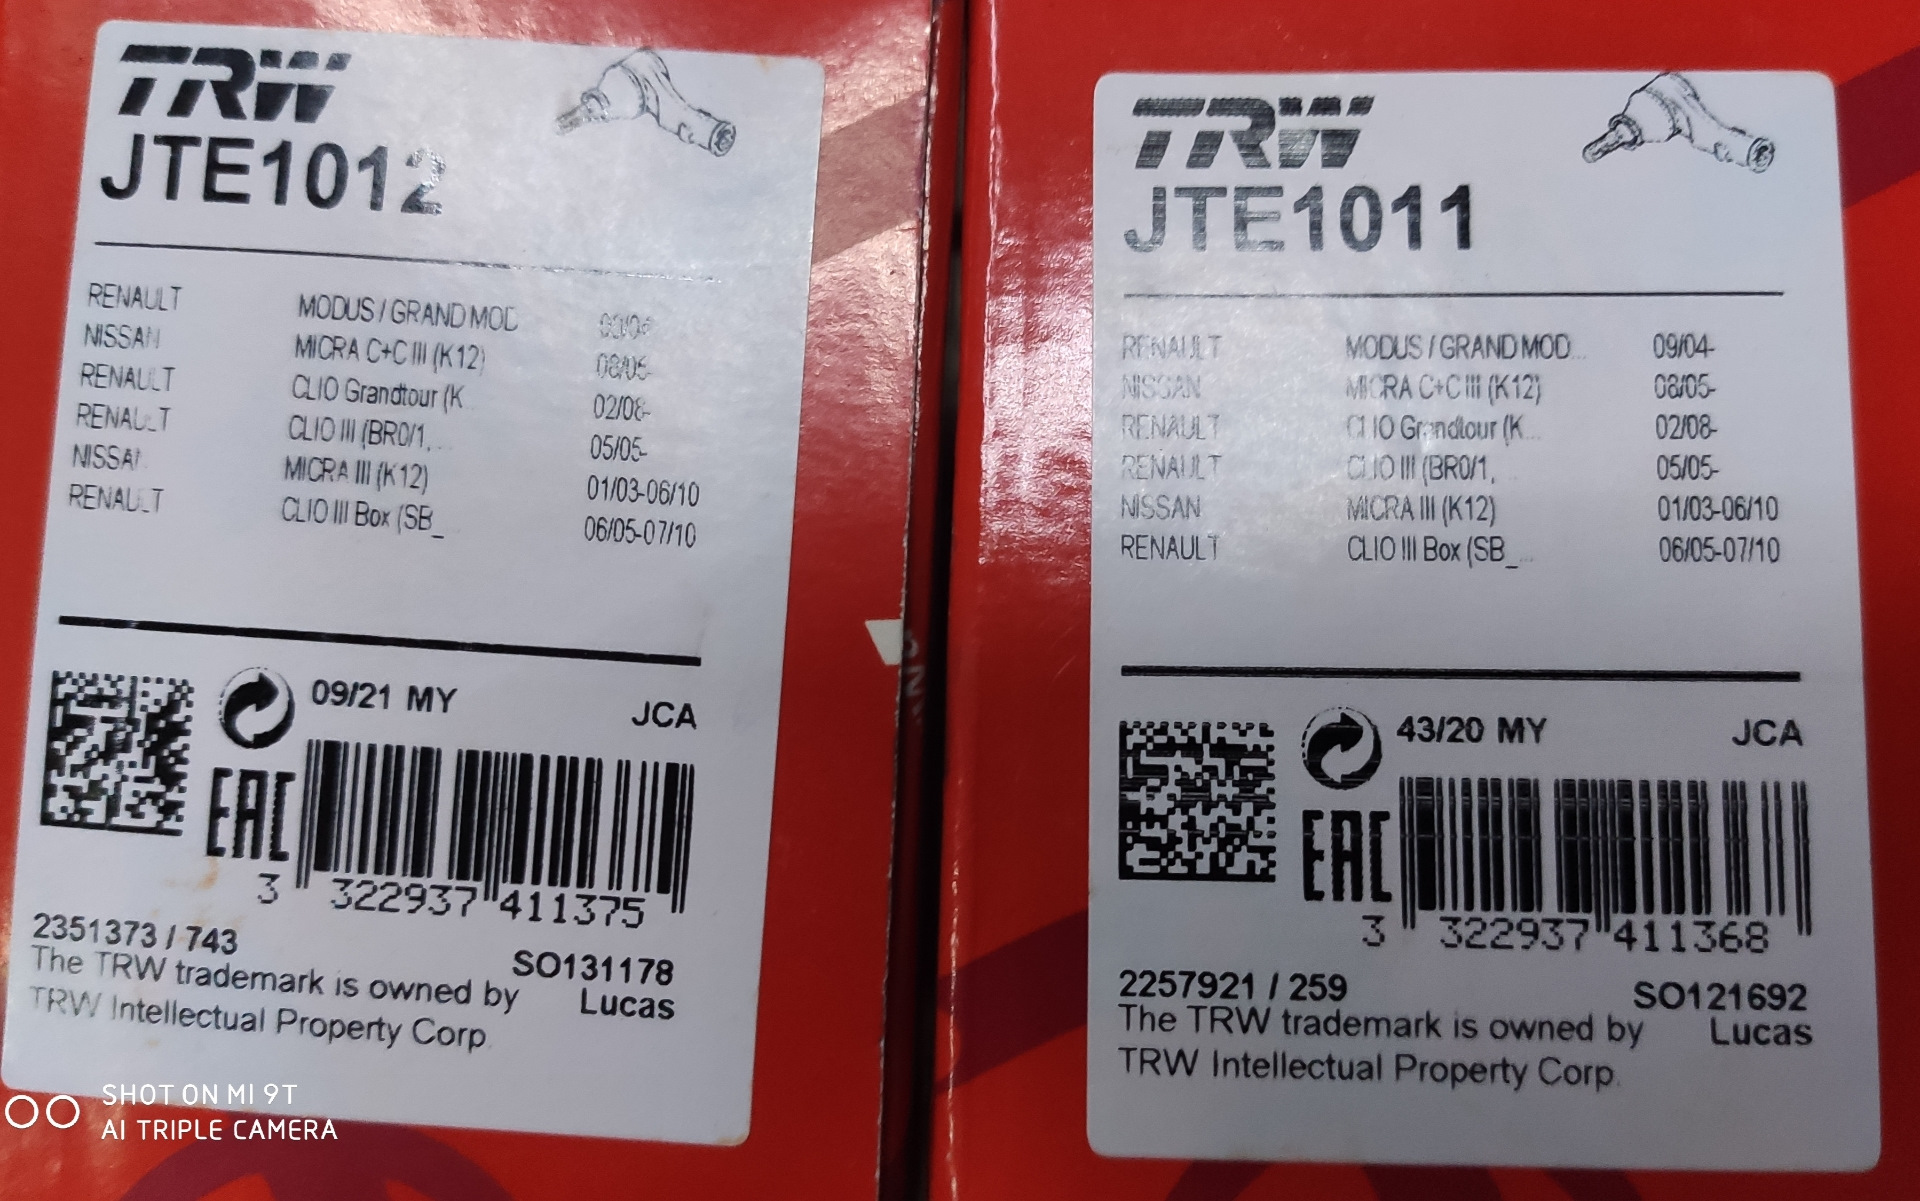 TRW
JTE1012
RENAULT MODUS / GRAND MOD
NISSAN MICRA C+C III (K12) 08/05-
RENAULT CLIO Grandtour (K 02/08-
RENAULT CLIO III (BR0/1,... 05/05-
NISSAN MICRA III (K12) 01/03-06/10
RENAULT CLIO III Box (SB_ 06/05-07/10
09/21 MY JCA
EAC
3 322937 411375
2351373 / 743
SO131178
The TRW trademark is owned by Lucas
TRW Intellectual Property Corp
SHOT ON MI 9T
AI TRIPLE CAMERA
TRW
JTE1011
RENAULT MODUS / GRAND MOD... 09/04-
NISSAN MICRA C+C III (K12) 08/05-
RENAULT CLIO Grandtour (K... 02/08-
RENAULT CLIO III (BR0/1, 05/05-
NISSAN MICRA III (K12) 01/03-06/10
RENAULT CLIO III Box (SB_... 06/05-07/10
43/20 MY JCA
EAC
3 322937 411368
2257921 / 259
SO121692
The TRW trademark is owned by Lucas
TRW Intellectual Property Corp.